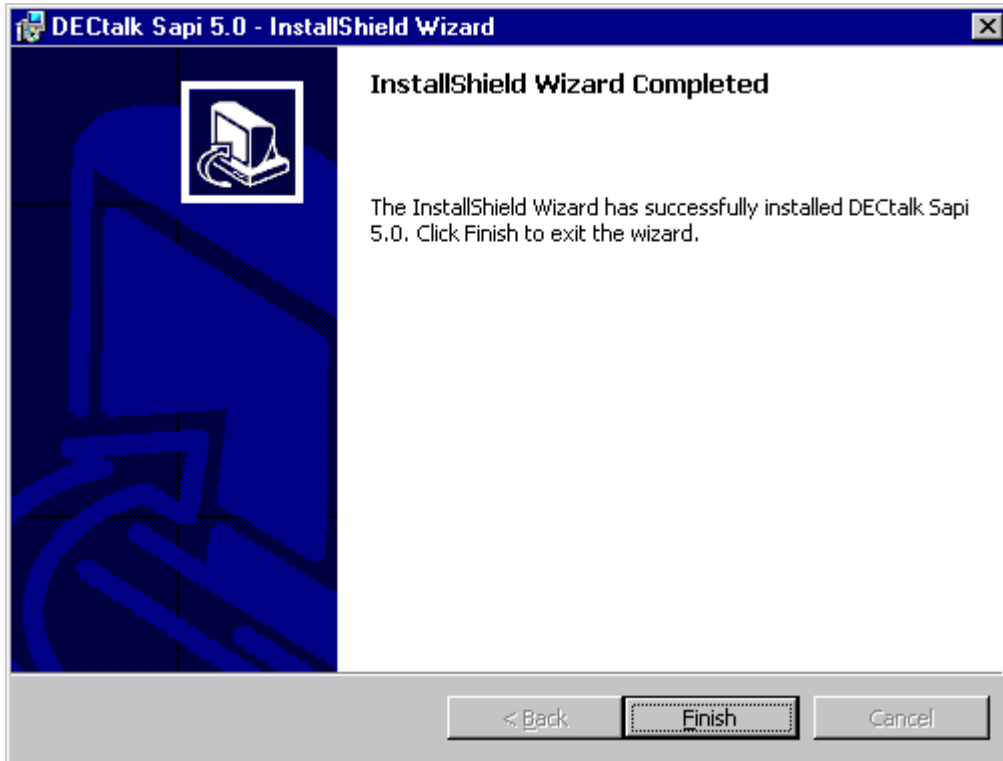 DECtalk Sapi 5.0 - InstallShield Wizard
InstallShield Wizard Completed
The InstallShield Wizard has successfully installed DECtalk Sapi
5.0. Click Finish to exit the wizard.
< Back
Finish
Cancel